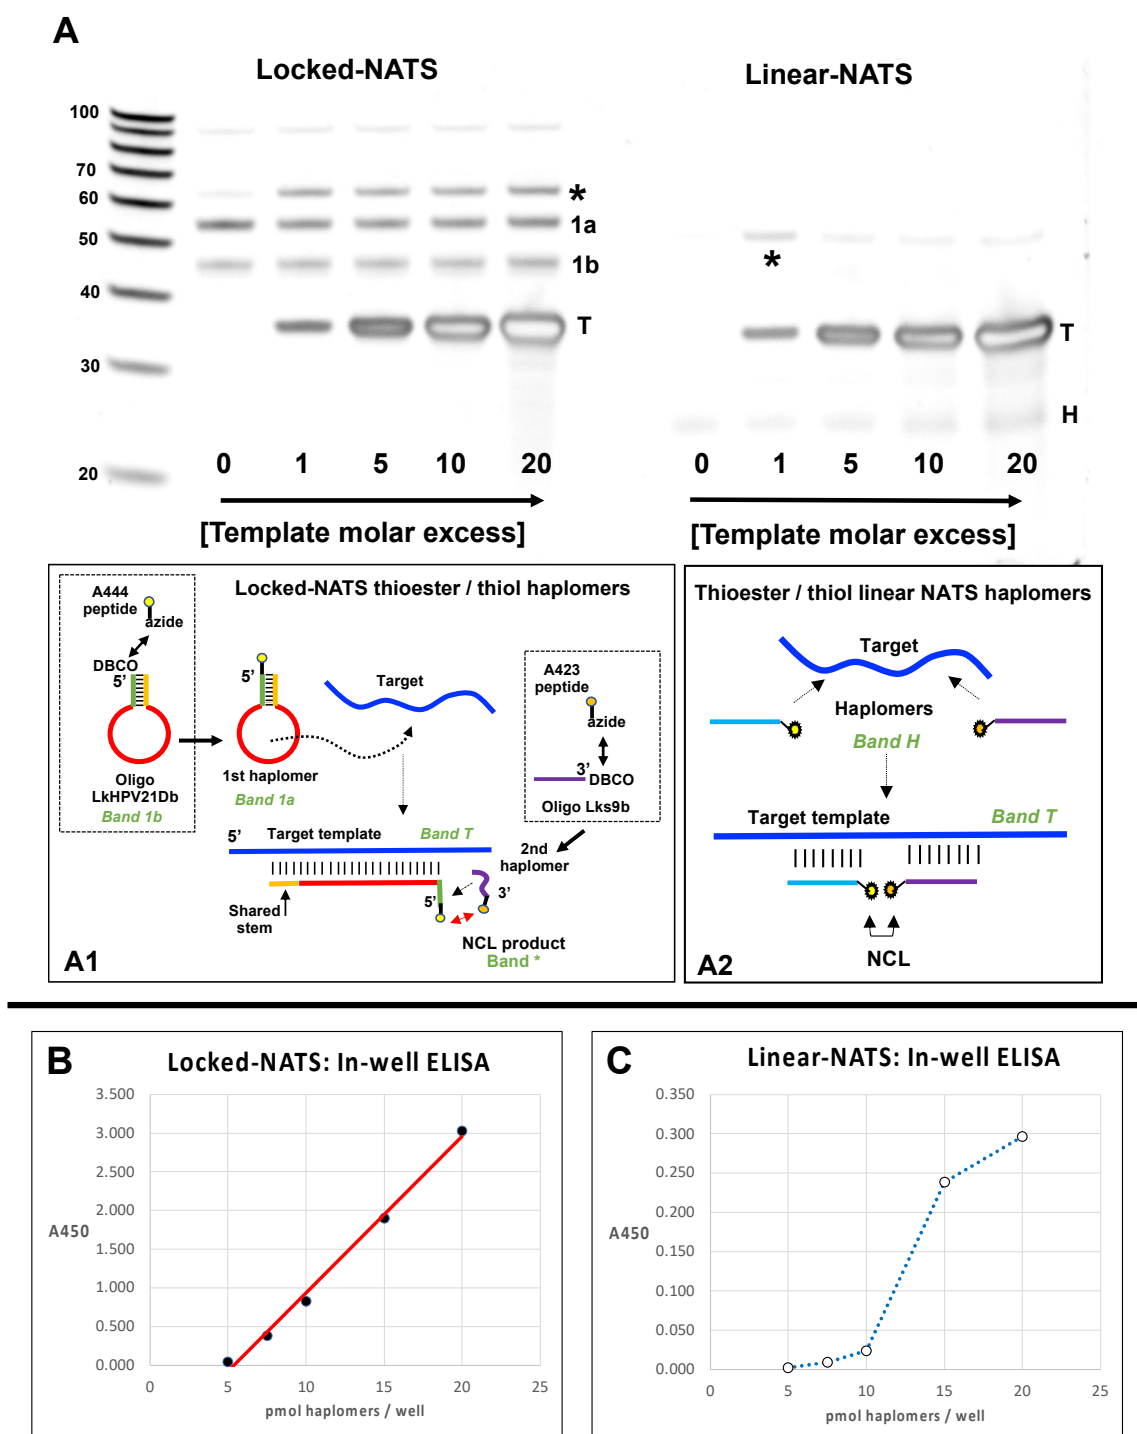 A
Locked-NATS
Linear-NATS
100
70
60
50
40
30
20
*
1a
1b
T
*
T
H
0 1 5 10 20
[Template molar excess]
0 1 5 10 20
[Template molar excess]
Locked-NATS thioester / thiol haplomers
A444
peptide
azide
DBCO
5’
Oligo
LkHPV21Db
Band 1b
5’
1st haplomer
Band 1a
Target
A423
peptide
azide
3’
DBCO
Oligo Lks9b
2nd
haplomer
5’
Target template
Band T
Shared
stem
5’
3’
NCL product
Band *
A1
Thioester / thiol linear NATS haplomers
Target
Haplomers
Band H
Target template
Band T
NCL
A2
B
Locked-NATS: In-well ELISA
3.500
3.000
2.500
2.000
1.500
1.000
0.500
0.000
A450
0 5 10 15 20 25
pmol haplomers / well
C
Linear-NATS: In-well ELISA
0.350
0.300
0.250
0.200
0.150
0.100
0.050
0.000
A450
0 5 10 15 20 25
pmol haplomers / well